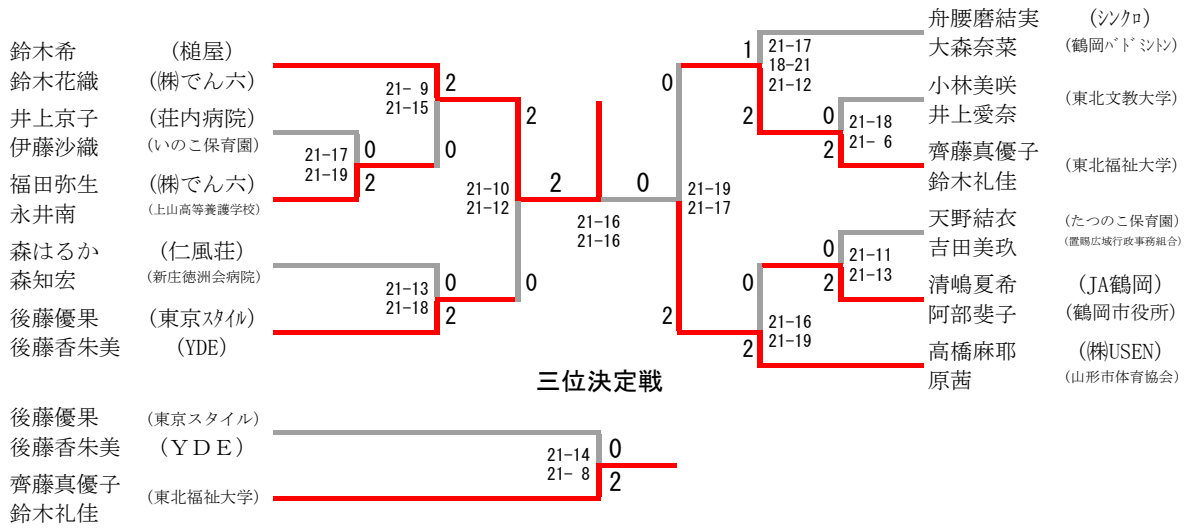 鈴木希 (槌屋)
鈴木花織 (㈱でん六)
2
21- 9
21-15
井上京子 (荘内病院)
伊藤沙織 (いのこ保育園)
0
0
21-17
21-19
2
福田弥生 (㈱でん六)
永井南 (上山高等養護学校)
2
21-10
21-12
森はるか (仁風荘)
森知宏 (新庄徳洲会病院)
0
0
21-13
21-18
2
後藤優果 (東京ｽﾀｲﾙ)
後藤香朱美 (YDE)
2
0
21-16
21-16
舟腰磨結実 (ｼﾝｸﾛ)
大森奈菜 (鶴岡ﾊﾞﾄﾞﾐﾝﾄﾝ)
1
21-17
18-21
21-12
0
小林美咲
井上愛奈
(東北文教大学)
2
0
21-18
21- 6
2
齊藤真優子
鈴木礼佳
(東北福祉大学)
21-19
21-17
天野結衣 (たつのこ保育園)
吉田美玖 (置賜広域行政事務組合)
0
21-11
21-13
0
2
清嶋夏希 (JA鶴岡)
阿部斐子 (鶴岡市役所)
2
21-16
21-19
2
高橋麻耶 (㈱USEN)
原茜 (山形市体育協会)
三位決定戦
後藤優果 (東京スタイル)
後藤香朱美 (ＹＤＥ)
0
21-14
21- 8
2
齊藤真優子
鈴木礼佳
(東北福祉大学)